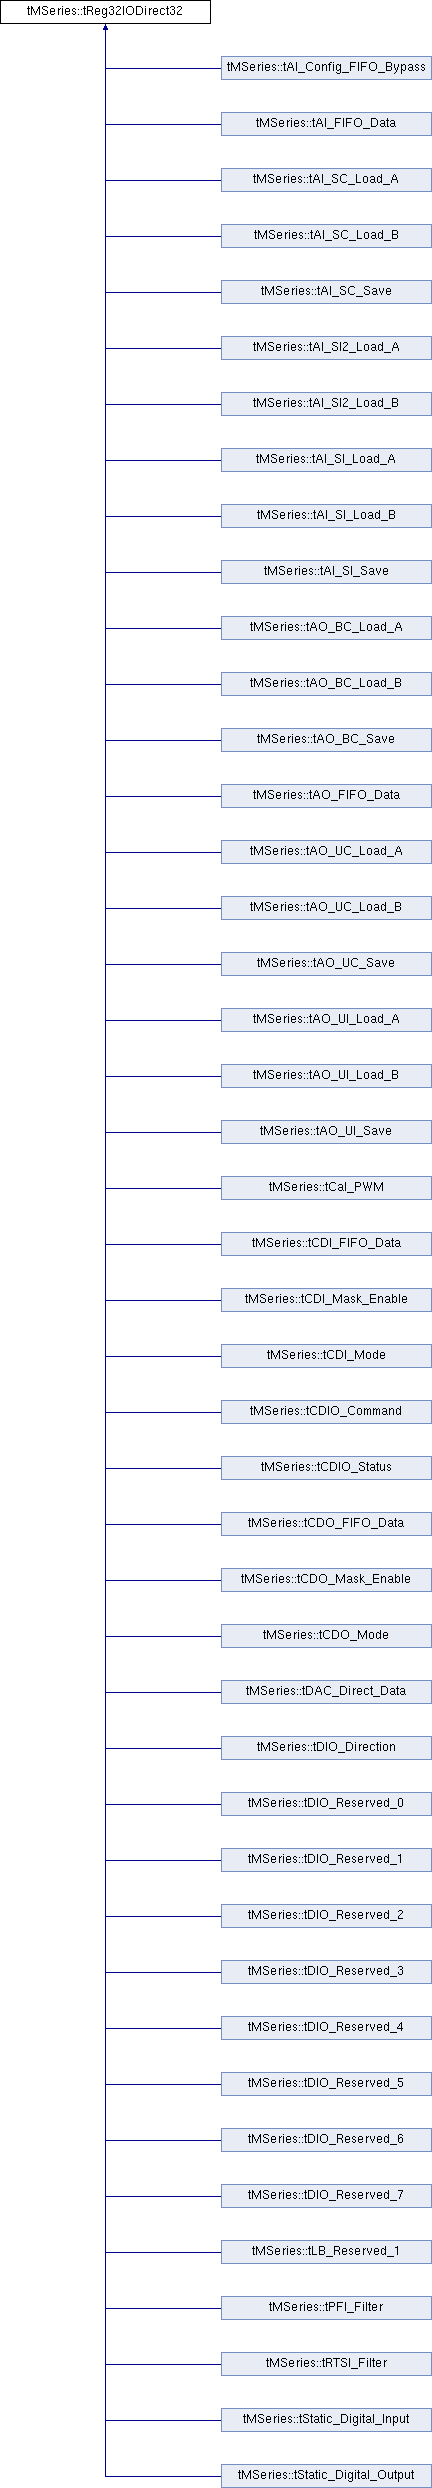 tMSeries::tReg32IODirect32
tMSeries::tAI_Config_FIFO_Bypass
tMSeries::tAI_FIFO_Data
tMSeries::tAI_SC_Load_A
tMSeries::tAI_SC_Load_B
tMSeries::tAI_SC_Save
tMSeries::tAI_SI2_Load_A
tMSeries::tAI_SI2_Load_B
tMSeries::tAI_SI_Load_A
tMSeries::tAI_SI_Load_B
tMSeries::tAI_SI_Save
tMSeries::tAO_BC_Load_A
tMSeries::tAO_BC_Load_B
tMSeries::tAO_BC_Save
tMSeries::tAO_FIFO_Data
tMSeries::tAO_UC_Load_A
tMSeries::tAO_UC_Load_B
tMSeries::tAO_UC_Save
tMSeries::tAO_UI_Load_A
tMSeries::tAO_UI_Load_B
tMSeries::tAO_UI_Save
tMSeries::tCal_PWM
tMSeries::tCDI_FIFO_Data
tMSeries::tCDI_Mask_Enable
tMSeries::tCDI_Mode
tMSeries::tCDIO_Command
tMSeries::tCDIO_Status
tMSeries::tCDO_FIFO_Data
tMSeries::tCDO_Mask_Enable
tMSeries::tCDO_Mode
tMSeries::tDAC_Direct_Data
tMSeries::tDIO_Direction
tMSeries::tDIO_Reserved_0
tMSeries::tDIO_Reserved_1
tMSeries::tDIO_Reserved_2
tMSeries::tDIO_Reserved_3
tMSeries::tDIO_Reserved_4
tMSeries::tDIO_Reserved_5
tMSeries::tDIO_Reserved_6
tMSeries::tDIO_Reserved_7
tMSeries::tLB_Reserved_1
tMSeries::tPFI_Filter
tMSeries::tRTSI_Filter
tMSeries::tStatic_Digital_Input
tMSeries::tStatic_Digital_Output